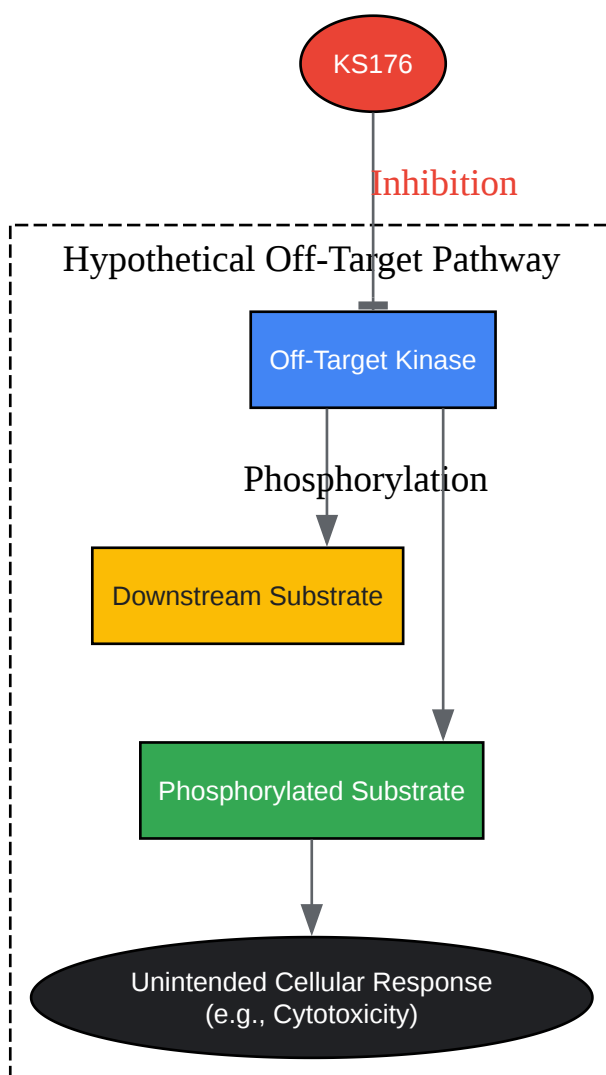 KS176
Inhibition
Hypothetical Off-Target Pathway
Off-Target Kinase
Phosphorylation
Downstream Substrate
Phosphorylated Substrate
Unintended Cellular Response
(e.g., Cytotoxicity)